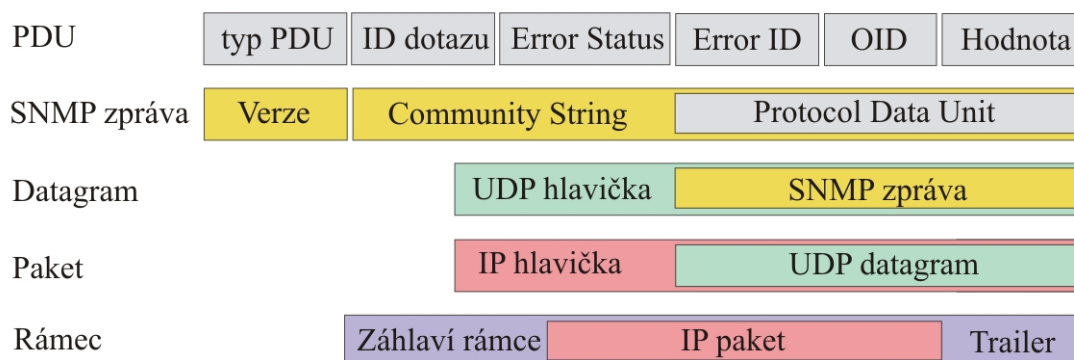 PDU typ PDU ID dotazu Error Status Error ID OID Hodnota
SNMP zpráva Verze Community String Protocol Data Unit
Datagram UDP hlavička SNMP zpráva
Paket IP hlavička UDP datagram
Rámec Záhlaví rámce IP paket Trailer